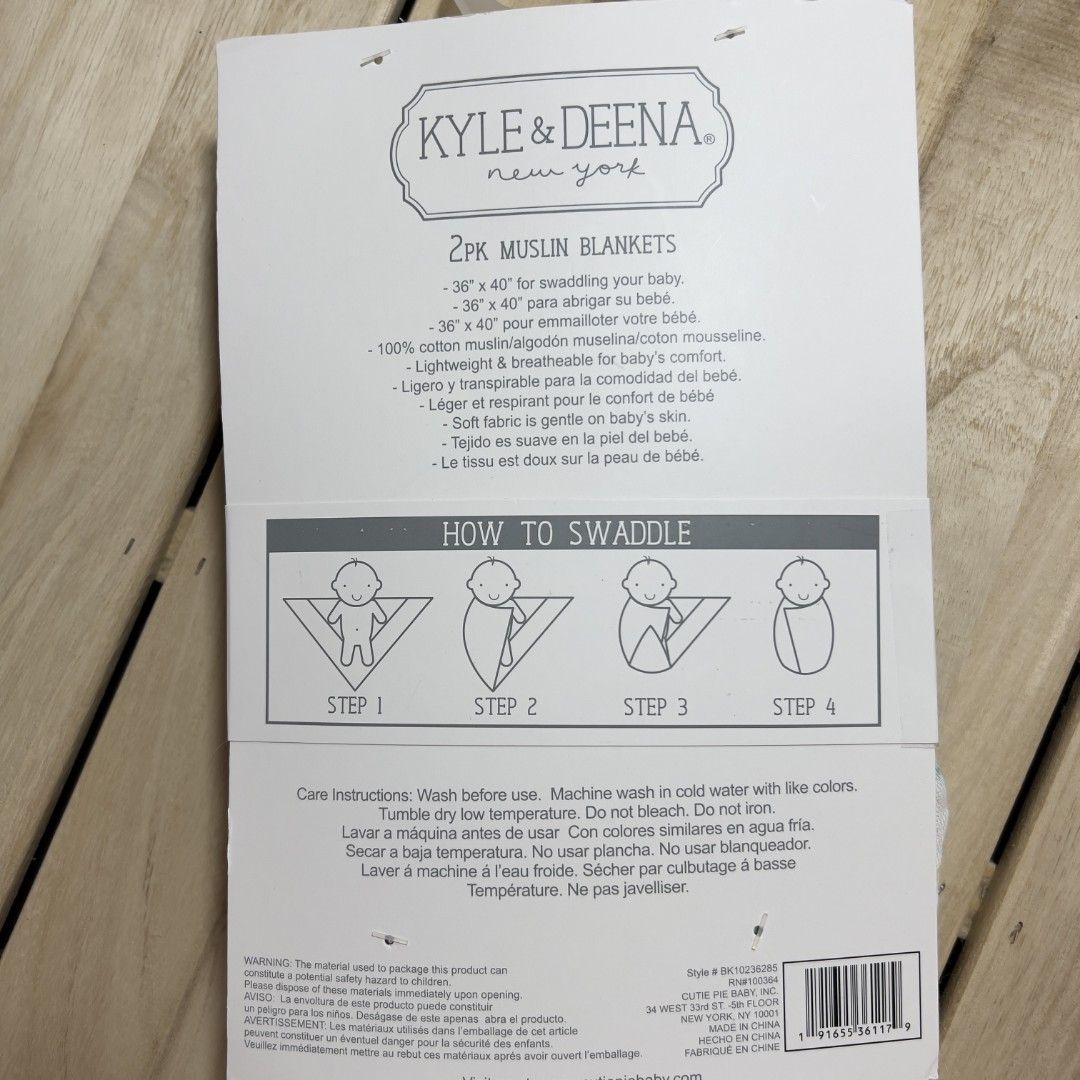 KYLE & DEENA®
new york
2PK MUSLIN BLANKETS
- 36" x 40" for swaddling your baby.
- 36" x 40" para abrigar su bebé.
- 36" x 40" pour emmailloter votre bébé.
- 100% cotton muslin/algodón muselina/coton mousseline.
- Lightweight & breatheable for baby's comfort.
- Ligero y transpirable para la comodidad del bebé.
- Léger et respirant pour le confort de bébé
- Soft fabric is gentle on baby's skin.
- Tejido es suave en la piel del bebé.
- Le tissu est doux sur la peau de bébé.
HOW TO SWADDLE
STEP 1 STEP 2 STEP 3 STEP 4
Care Instructions: Wash before use. Machine wash in cold water with like colors.
Tumble dry low temperature. Do not bleach. Do not iron.
Lavar a máquina antes de usar Con colores similares en agua fría.
Secar a baja temperatura. No usar plancha. No usar blanqueador.
Laver á machine á l'eau froide. Sécher par culbutage á basse
Température. Ne pas javelliser.
WARNING: The material used to package this product can
constitute a potential safety hazard to children.
Please dispose of these materials immediately upon opening.
AVISO: La envoltura de este producto puede constituir
un peligro para los niños. Deságase de este apenas abra el producto.
AVERTISSEMENT: Les matériaux utilisés dans l'emballage de cet article
peuvent constituer un éventuel danger pour la sécurité des enfants.
Veuillez immédiatement mettre au rebut ces matériaux aprés avoir ouvert l'emballage.
Style # BK10236285
RN#100364
CUTIE PIE BABY, INC.
34 WEST 33rd ST. -5th FLOOR
NEW YORK, NY 10001
MADE IN CHINA
HECHO EN CHINA
FABRIQUÉ EN CHINE
1 91655 36117 9